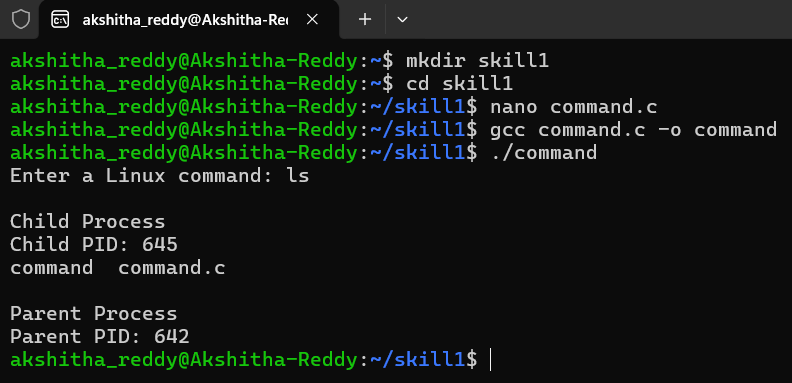 akshitha_reddy@Akshitha-Red
akshitha_reddy@Akshitha-Reddy:~$ mkdir skill1
akshitha_reddy@Akshitha-Reddy:~$ cd skill1
akshitha_reddy@Akshitha-Reddy:~/skill1$ nano command.c
akshitha_reddy@Akshitha-Reddy:~/skill1$ gcc command.c -o command
akshitha_reddy@Akshitha-Reddy:~/skill1$ ./command
Enter a Linux command: ls
Child Process
Child PID: 645
command  command.c
Parent Process
Parent PID: 642
akshitha_reddy@Akshitha-Reddy:~/skill1$